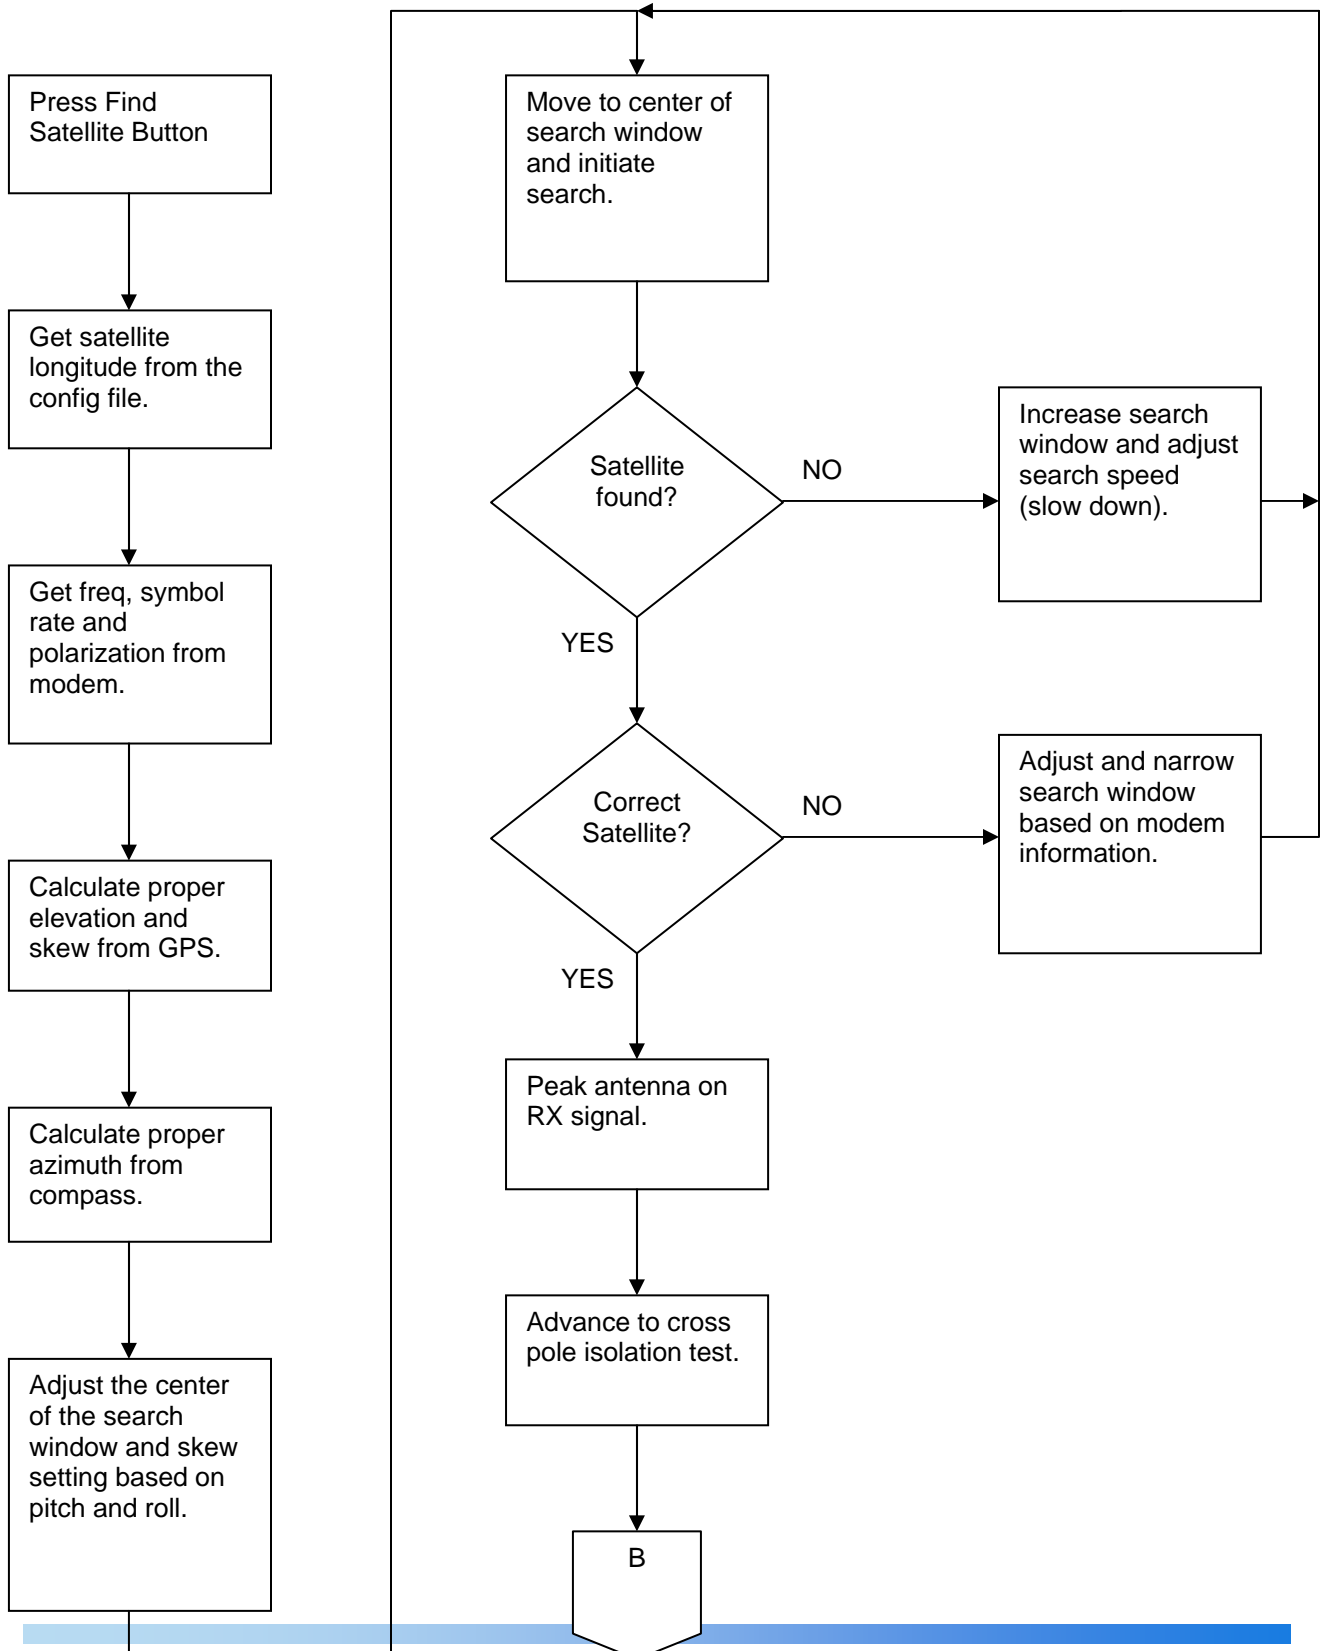 Press Find
Satellite Button
Get satellite
longitude from the
config file.
Get freq, symbol
rate and
polarization from
modem.
Calculate proper
elevation and
skew from GPS.
Calculate proper
azimuth from
compass.
Adjust the center
of the search
window and skew
setting based on
pitch and roll.
Move to center of
search window
and initiate
search.
Satellite
found?
NO
Increase search
window and adjust
search speed
(slow down).
YES
Correct
Satellite?
NO
Adjust and narrow
search window
based on modem
information.
YES
Peak antenna on
RX signal.
Advance to cross
pole isolation test.
B